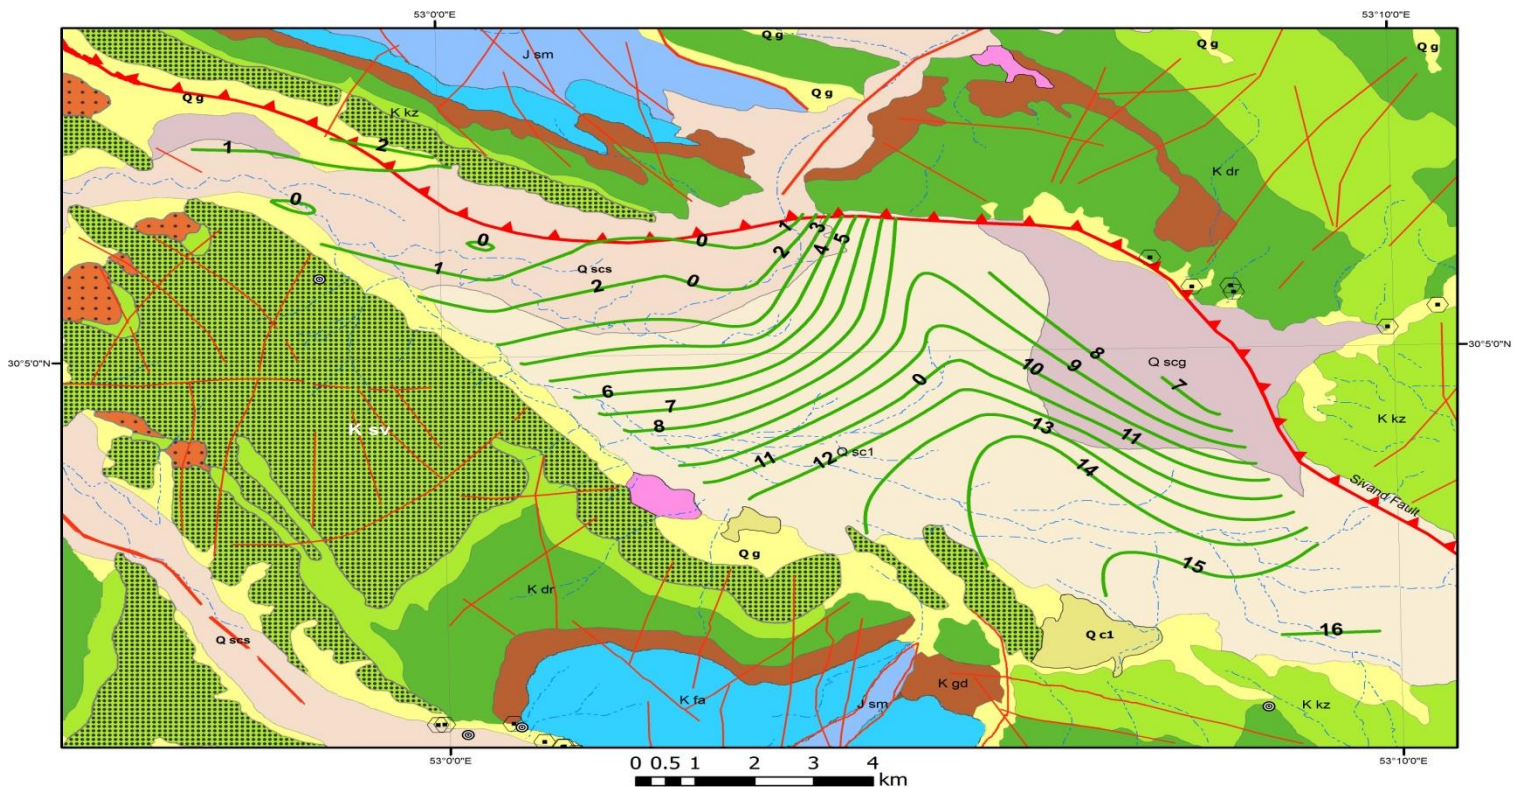 53°0'0"E 53°10'0"E
Q g Q g Q g
J sm
Q g
Q g
K kz
1 2
K dr
0
0 0 1 3 4 5
1 2
Q scs
2 0
30°5'0"N 30°5'0"N
8
Q scg
10 9
7
0
6
7
8
K sv
K kz
13 11
12 Q sc1
11
14
Sivand Fault
Q g
15
K dr
16
Q scs
Q c1
K gd
K fa J sm
K kz
53°0'0"E 53°10'0"E
0 0.5 1 2 3 4
km